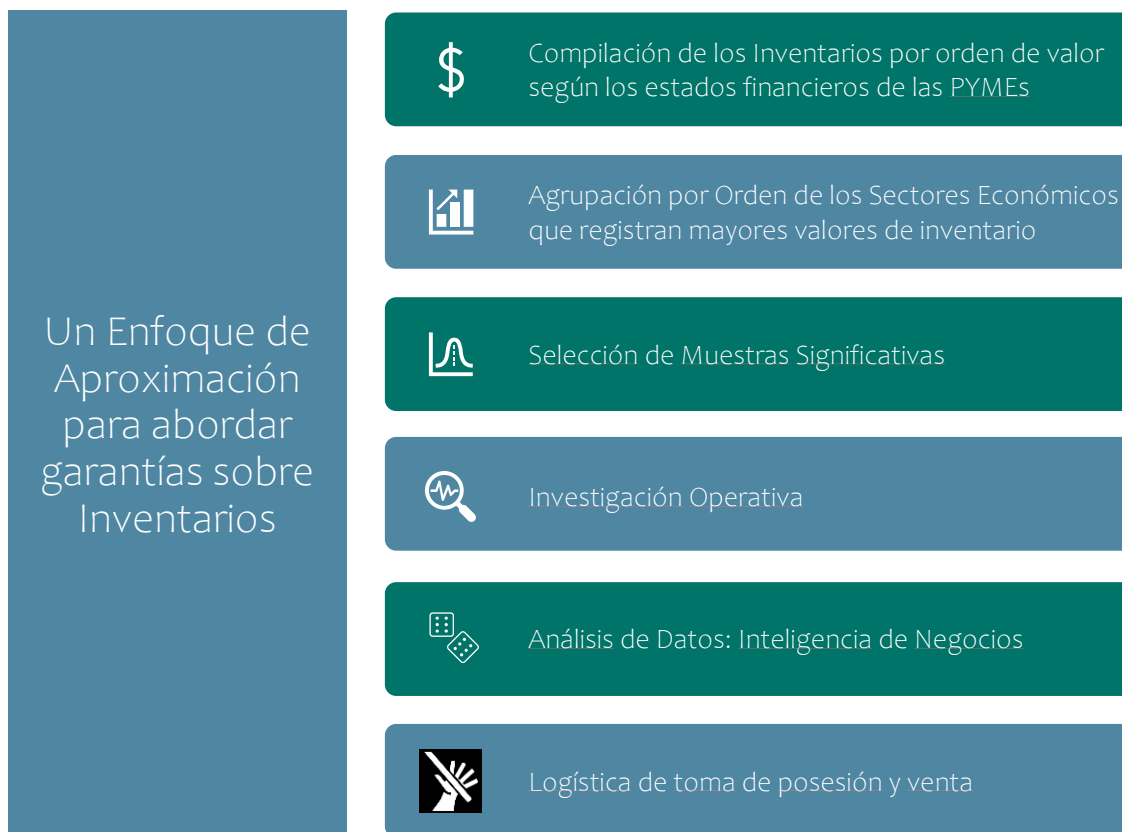 Un Enfoque de
Aproximación
para abordar
garantías sobre
Inventarios
$
Compilación de los Inventarios por orden de valor
según los estados financieros de las PYMEs
Agrupación por Orden de los Sectores Económicos
que registran mayores valores de inventario
Selección de Muestras Significativas
Investigación Operativa
Análisis de Datos: Inteligencia de Negocios
Logística de toma de posesión y venta